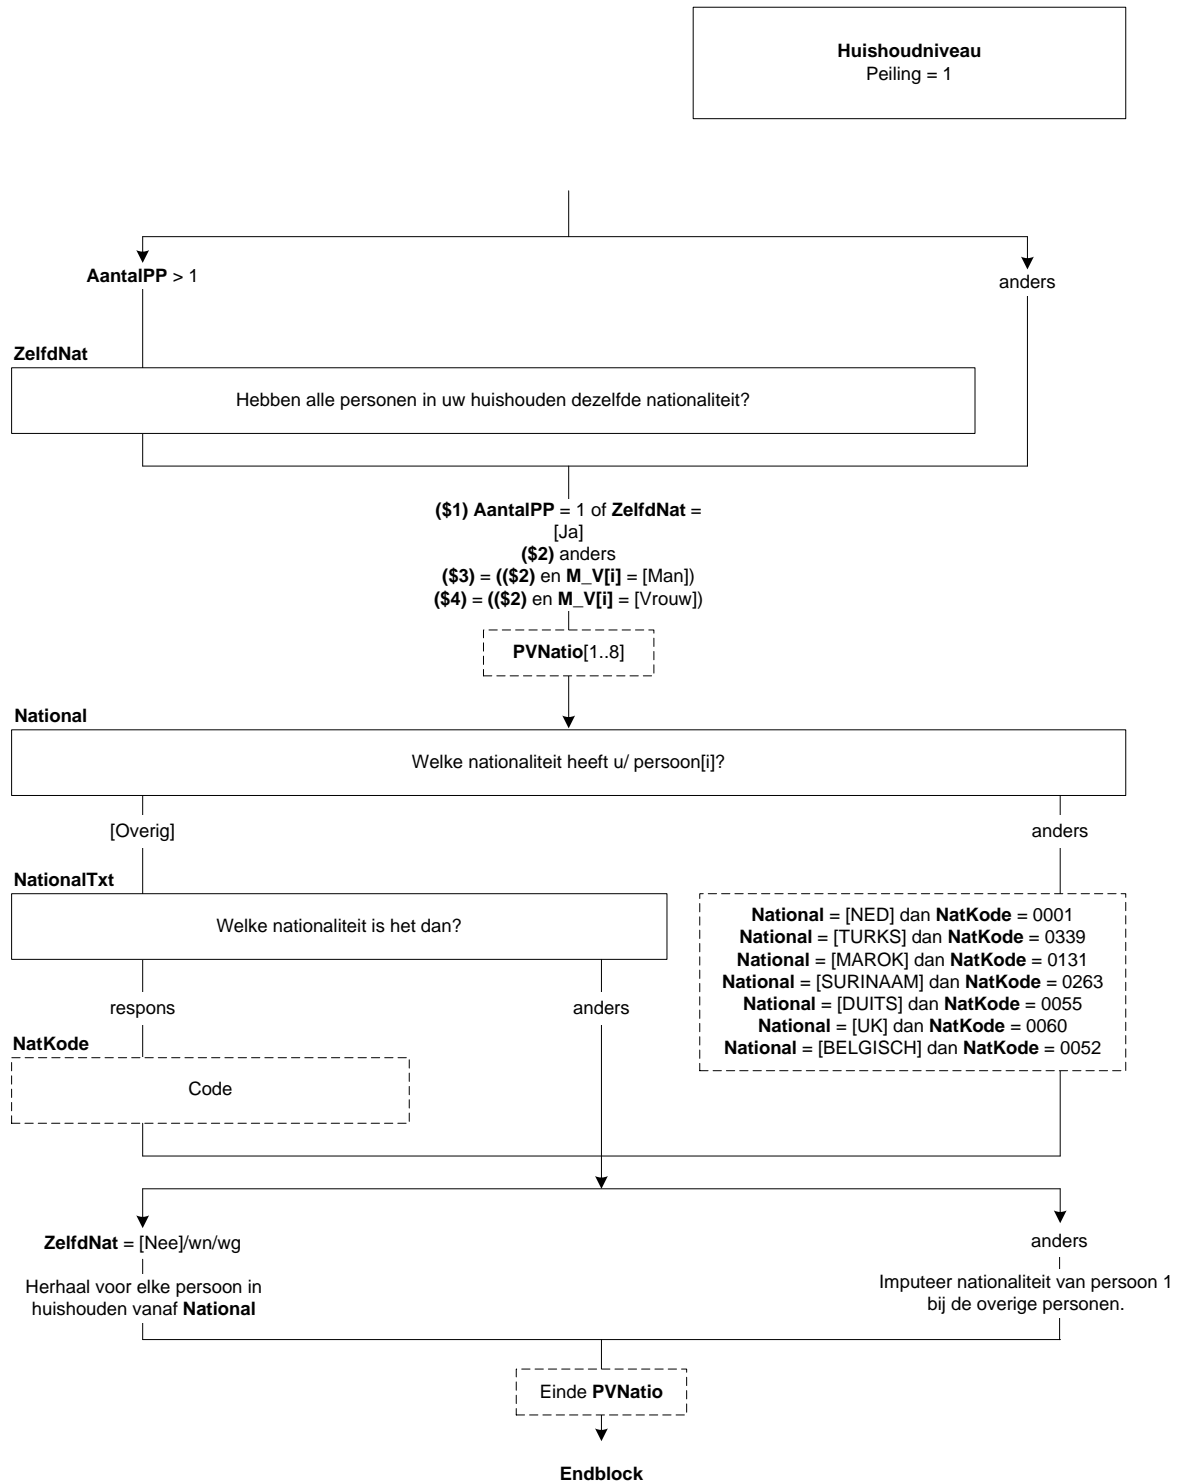 Huishoudniveau
Peiling = 1
AantalPP > 1
anders
ZelfdNat
Hebben alle personen in uw huishouden dezelfde nationaliteit?
($1) AantalPP = 1 of ZelfdNat =
[Ja]
($2) anders
($3) = (($2) en M_V[i] = [Man])
($4) = (($2) en M_V[i] = [Vrouw])
PVNatio[1..8]
National
Welke nationaliteit heeft u/ persoon[i]?
[Overig]
anders
NationalTxt
Welke nationaliteit is het dan?
National = [NED] dan NatKode = 0001
National = [TURKS] dan NatKode = 0339
National = [MAROK] dan NatKode = 0131
National = [SURINAAM] dan NatKode = 0263
National = [DUITS] dan NatKode = 0055
National = [UK] dan NatKode = 0060
National = [BELGISCH] dan NatKode = 0052
respons
anders
NatKode
Code
ZelfdNat = [Nee]/wn/wg
anders
Herhaal voor elke persoon in
huishouden vanaf National
Imputeer nationaliteit van persoon 1
bij de overige personen.
Einde PVNatio
Endblock